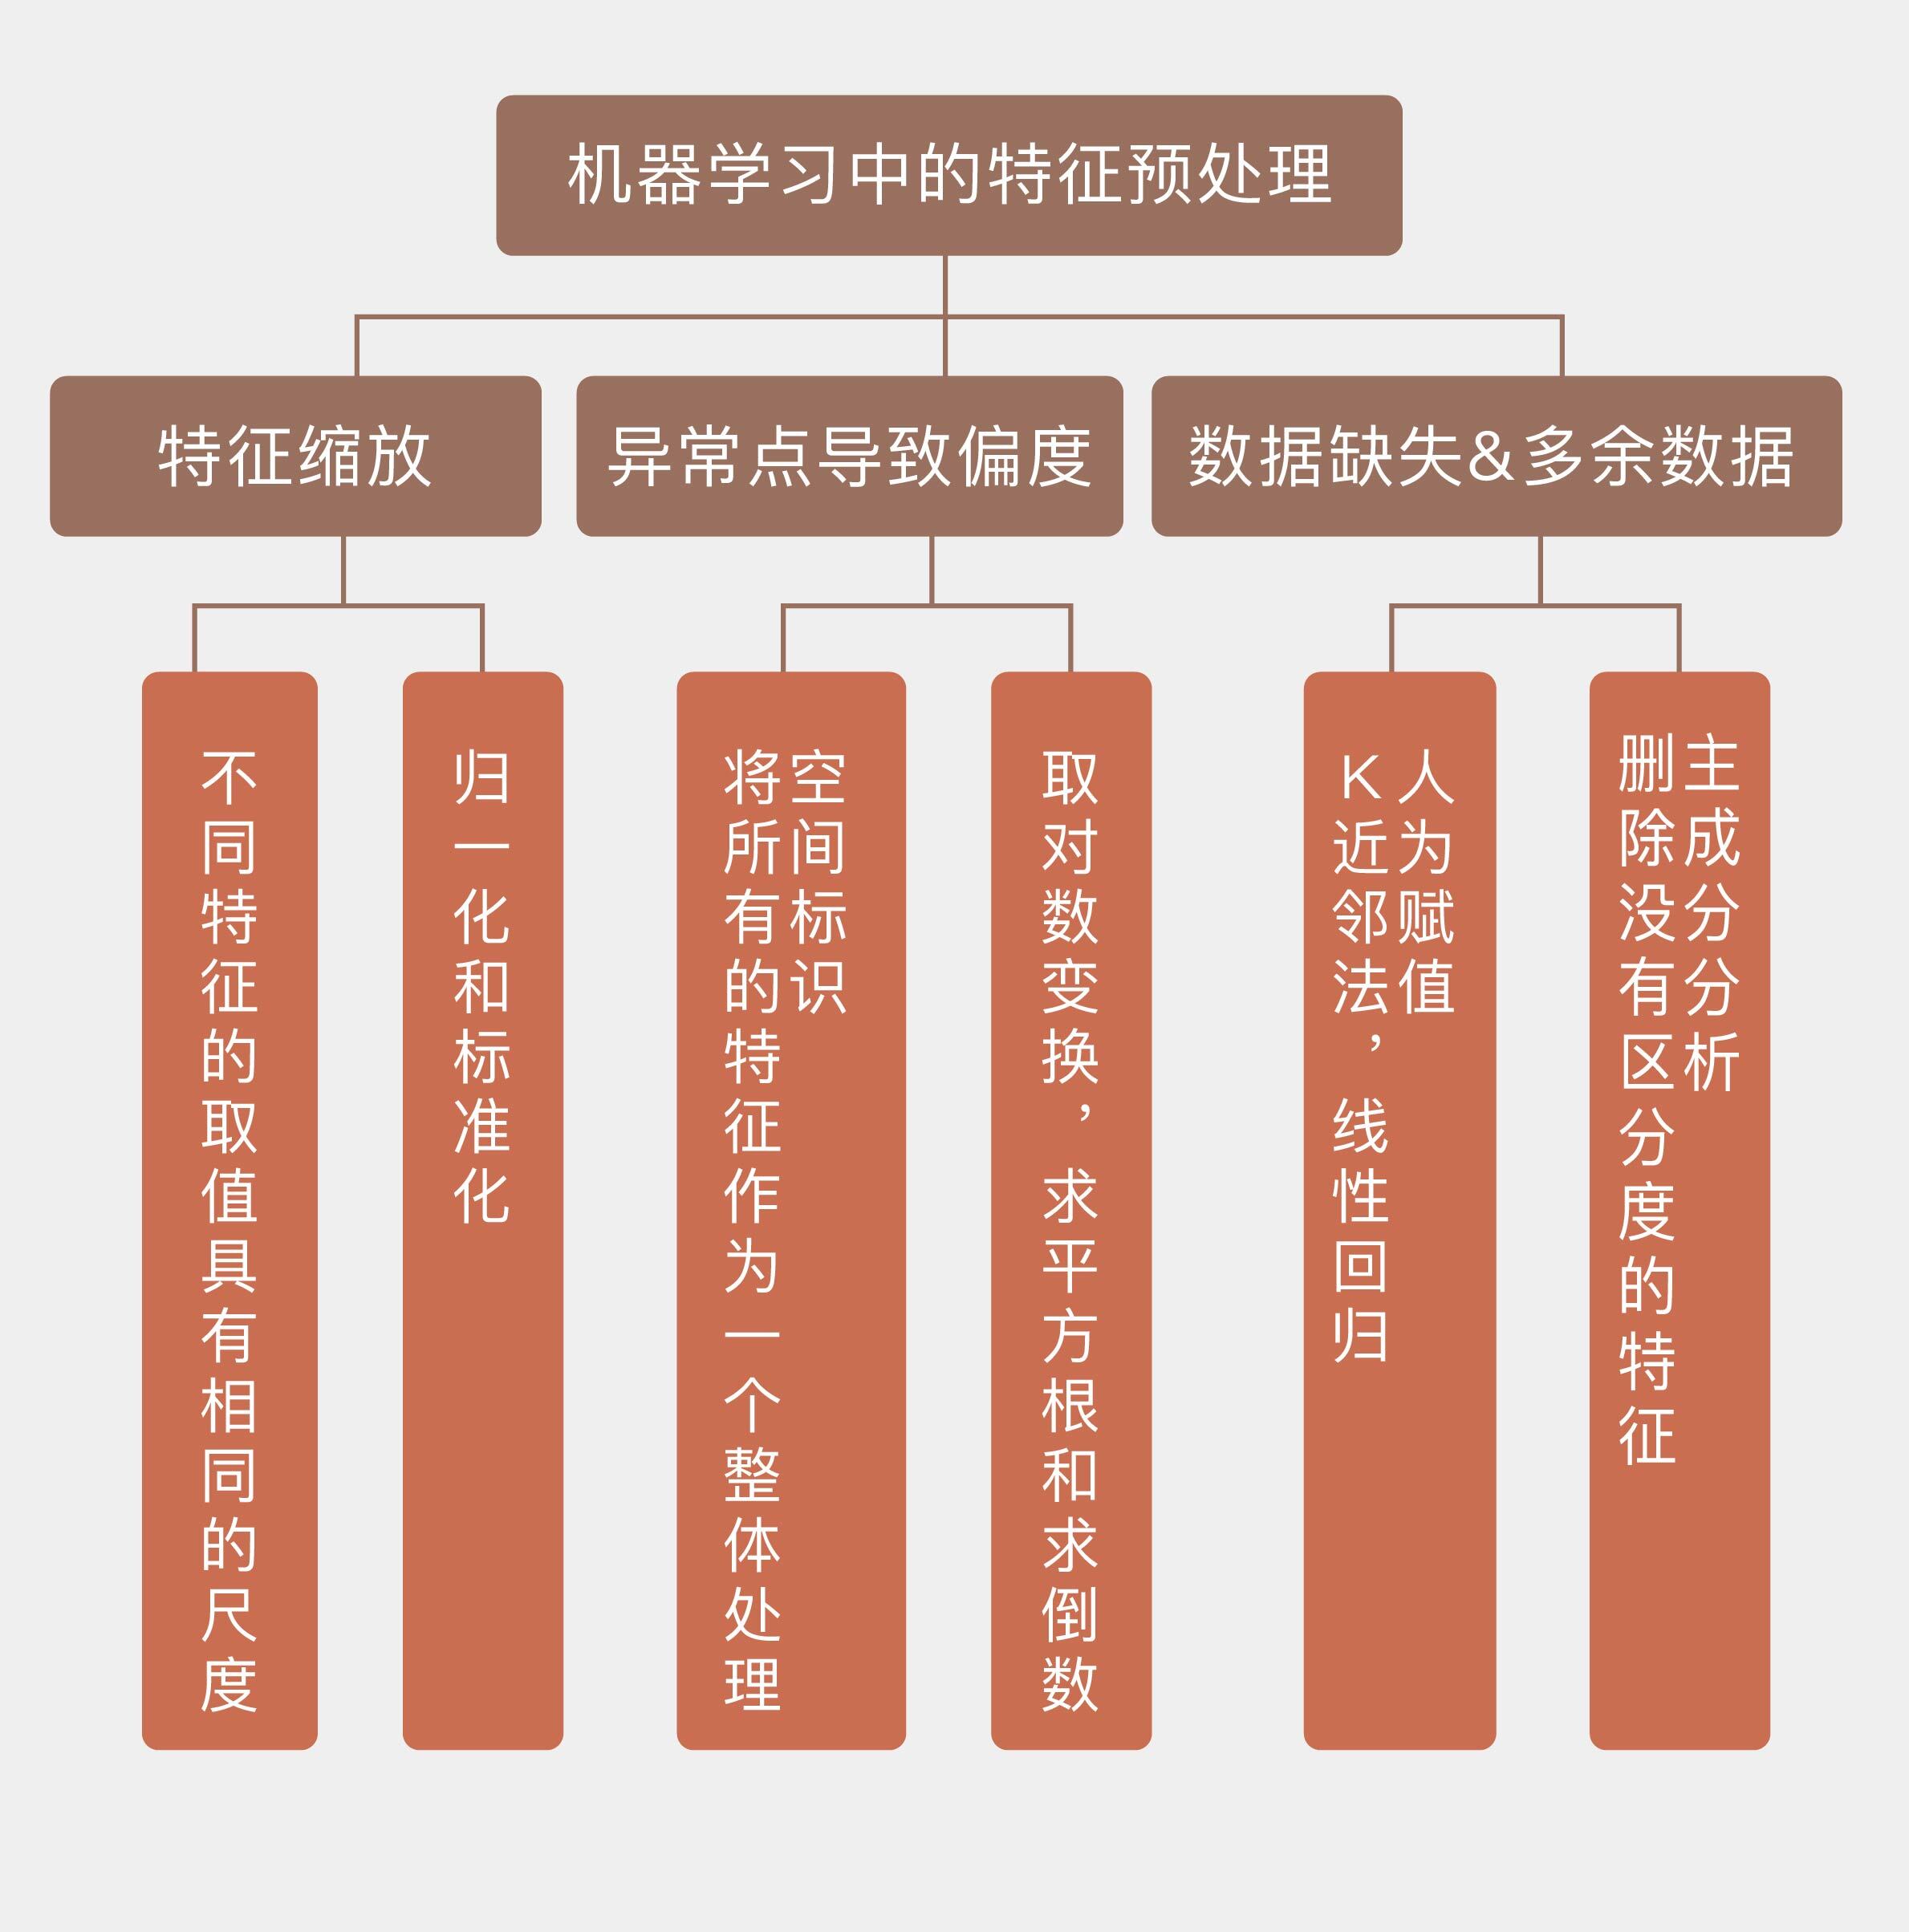 机器学习中的特征预处理
特征缩放
异常点导致偏度
数据缺失&多余数据
不同特征的取值具有相同的尺度
归一化和标准化
空间标识
将所有的特征作为一个整体处理
取对数变换，求平方根和求倒数
人为赋值
K近邻法，线性回归
主成分分析
删除没有区分度的特征